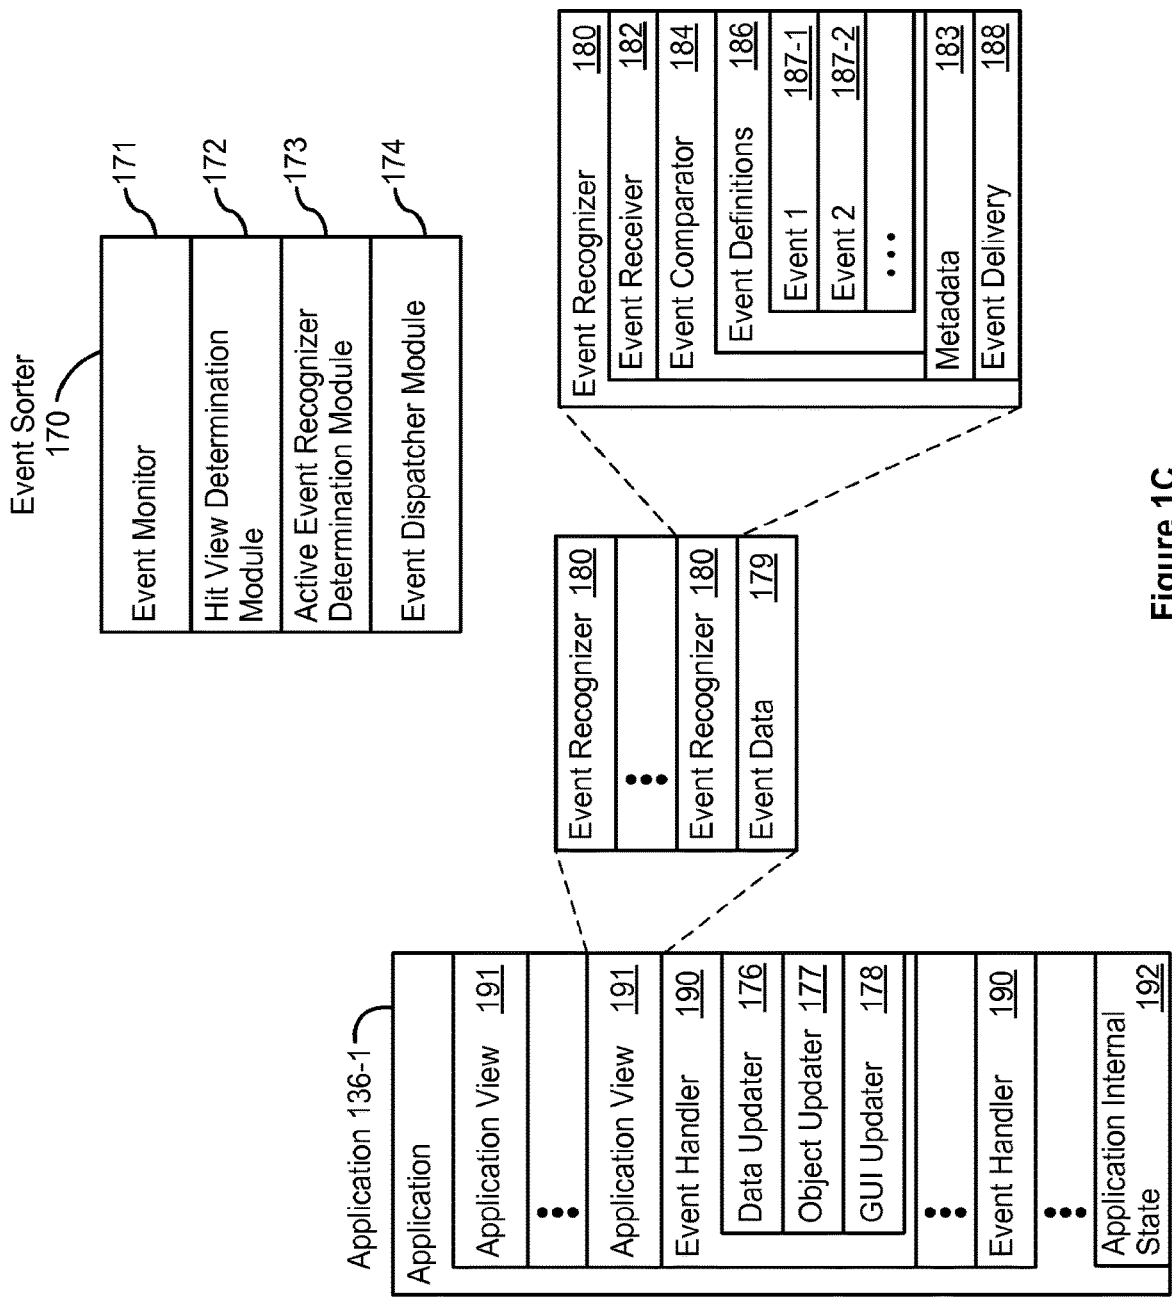 Event Sorter
170
Event Monitor
171
Hit View Determination
Module
172
Active Event Recognizer
Determination Module
173
Event Dispatcher Module
174
Application 136-1
Application
Application View 191
•••
Application View 191
Event Handler 190
Data Updater 176
Object Updater 177
GUI Updater 178
•••
Event Handler 190
•••
Application Internal
State 192
Event Recognizer 180
•••
Event Recognizer 180
Event Data 179
Event Recognizer 180
Event Receiver 182
Event Comparator 184
Event Definitions 186
Event 1 187-1
Event 2 187-2
•••
Metadata 183
Event Delivery 188
Figure 1C